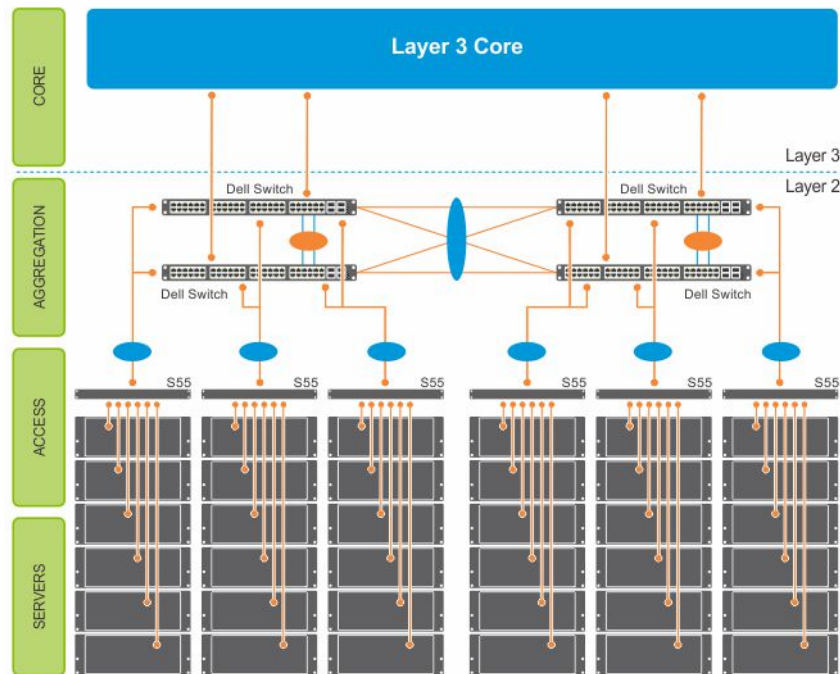 CORE
Layer 3 Core
Layer 3
Layer 2
AGGREGATION
Dell Switch
Dell Switch
Dell Switch
Dell Switch
ACCESS
S55
S55
S55
S55
S55
S55
SERVERS